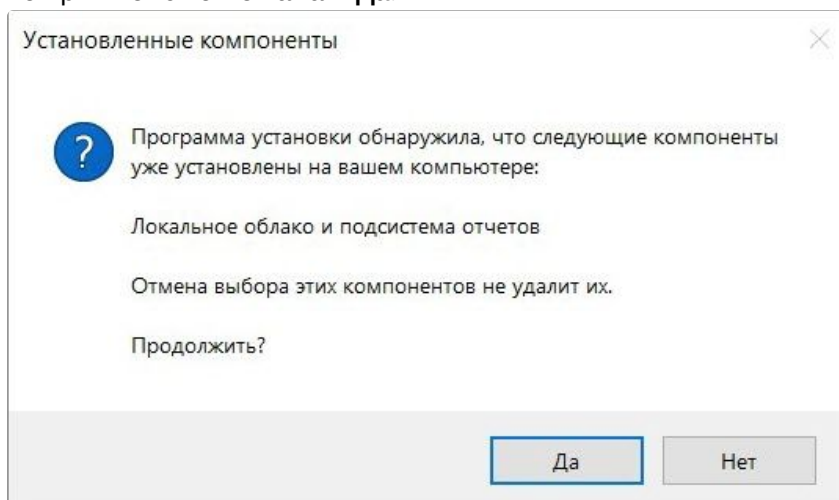 Установленные компоненты
?
Программа установки обнаружила, что следующие компоненты
уже установлены на вашем компьютере:
Локальное облако и подсистема отчетов
Отмена выбора этих компонентов не удалит их.
Продолжить?
Да
Нет